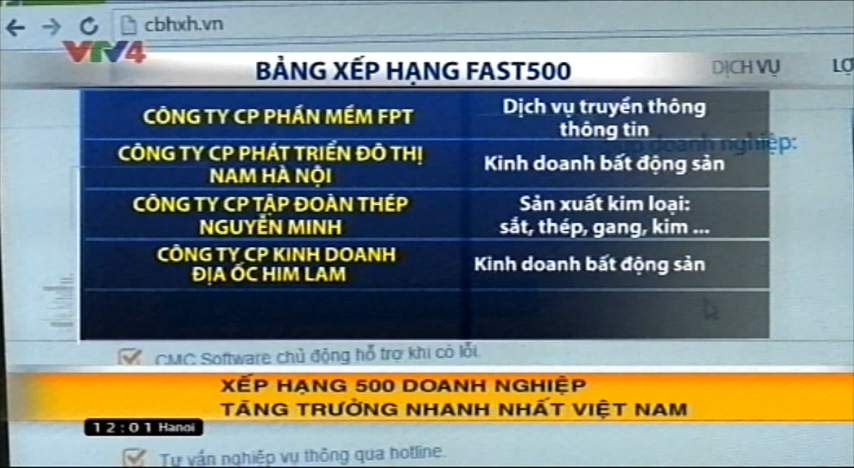 cbhxh.vn
VTV4
BẢNG XẾP HẠNG FAST500
DỊCH VỤ
CÔNG TY CP PHẦN MỀM FPT
Dịch vụ truyền thông
thông tin
doanh nghiệp:
CÔNG TY CP PHÁT TRIỂN ĐÔ THỊ
NAM HÀ NỘI
Kinh doanh bất động sản
CÔNG TY CP TẬP ĐOÀN THÉP
NGUYỄN MINH
Sản xuất kim loại:
sắt, thép, gang, kim ...
CÔNG TY CP KINH DOANH
ĐỊA ỐC HIM LAM
Kinh doanh bất động sản
CMC Software chủ động hỗ trợ khi có lỗi.
XẾP HẠNG 500 DOANH NGHIỆP
TĂNG TRƯỞNG NHANH NHẤT VIỆT NAM
12:01 Hanoi
Tư vấn nghiệp vụ thông qua hotline.